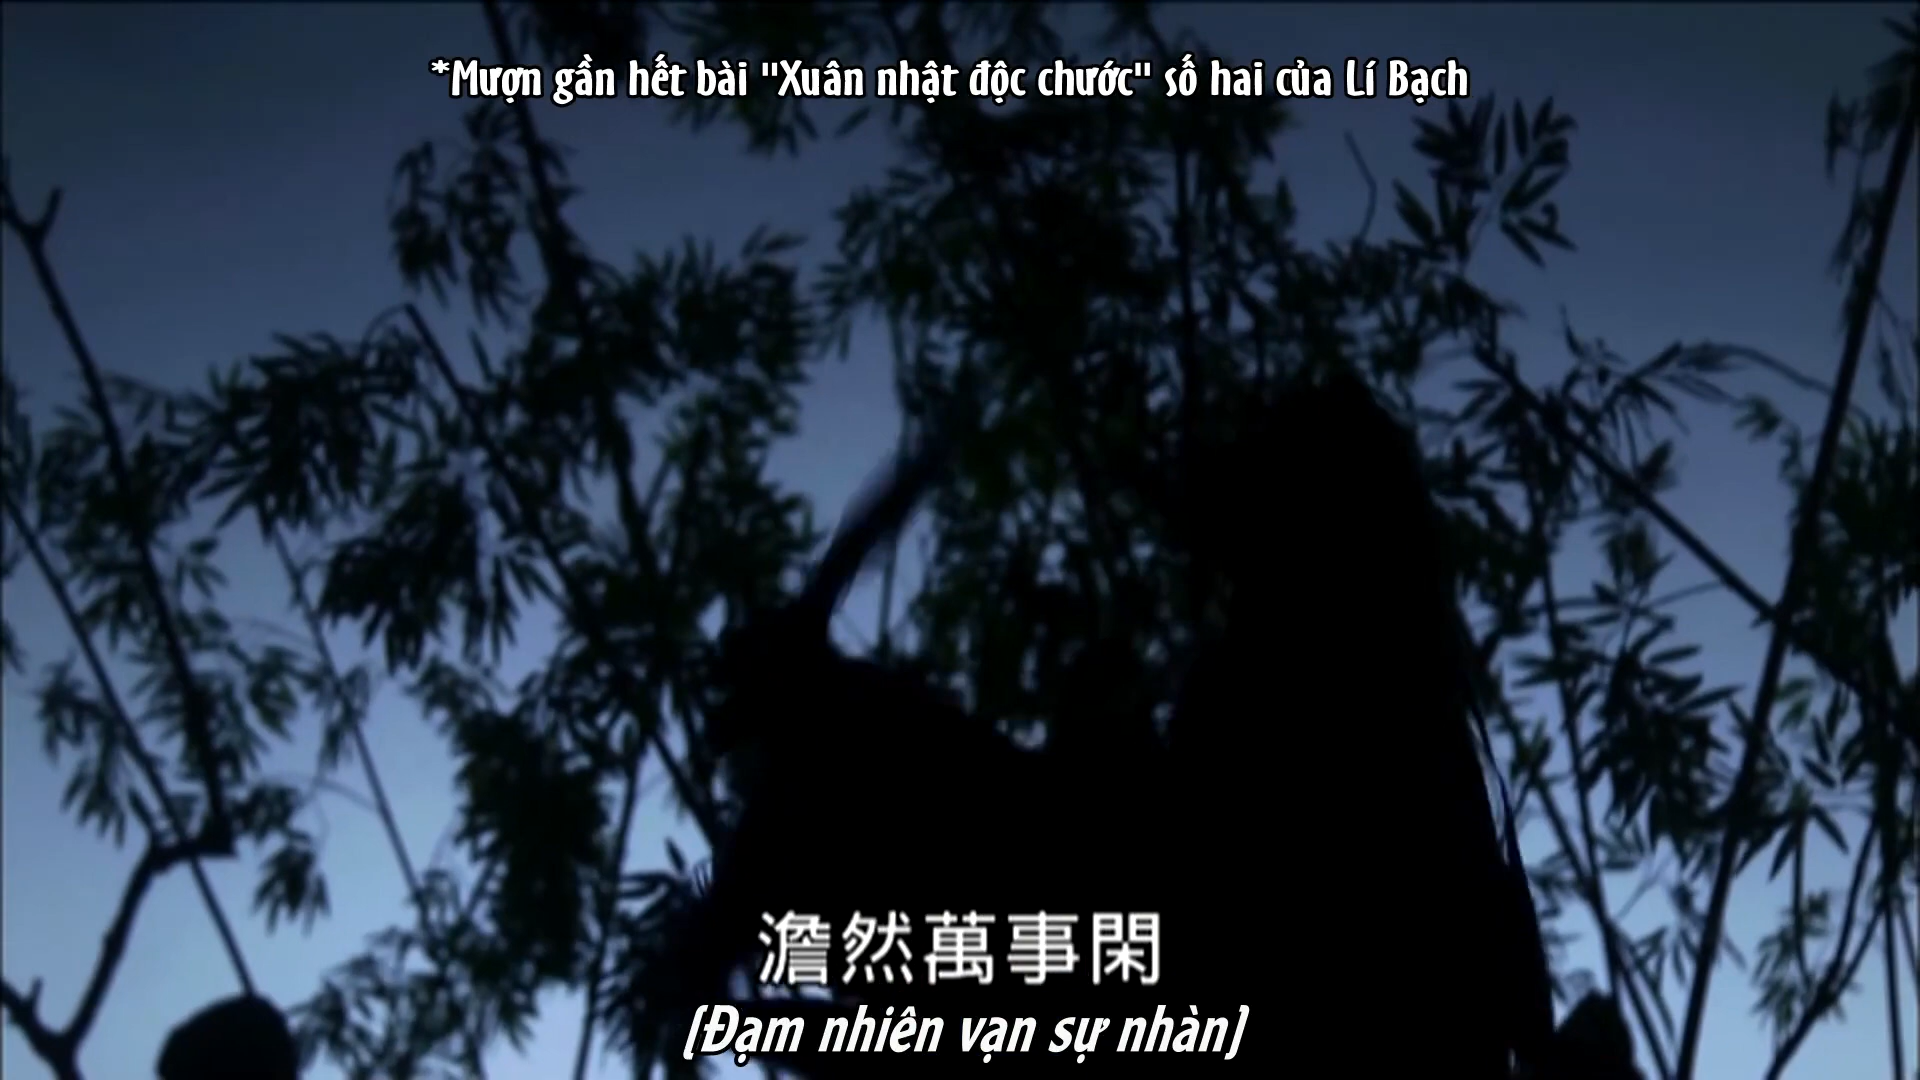 *Mượn gần hết bài "Xuân nhật độc chước" số hai của Lí Bạch
澹然萬事閑
(Đạm nhiên vạn sự nhàn)